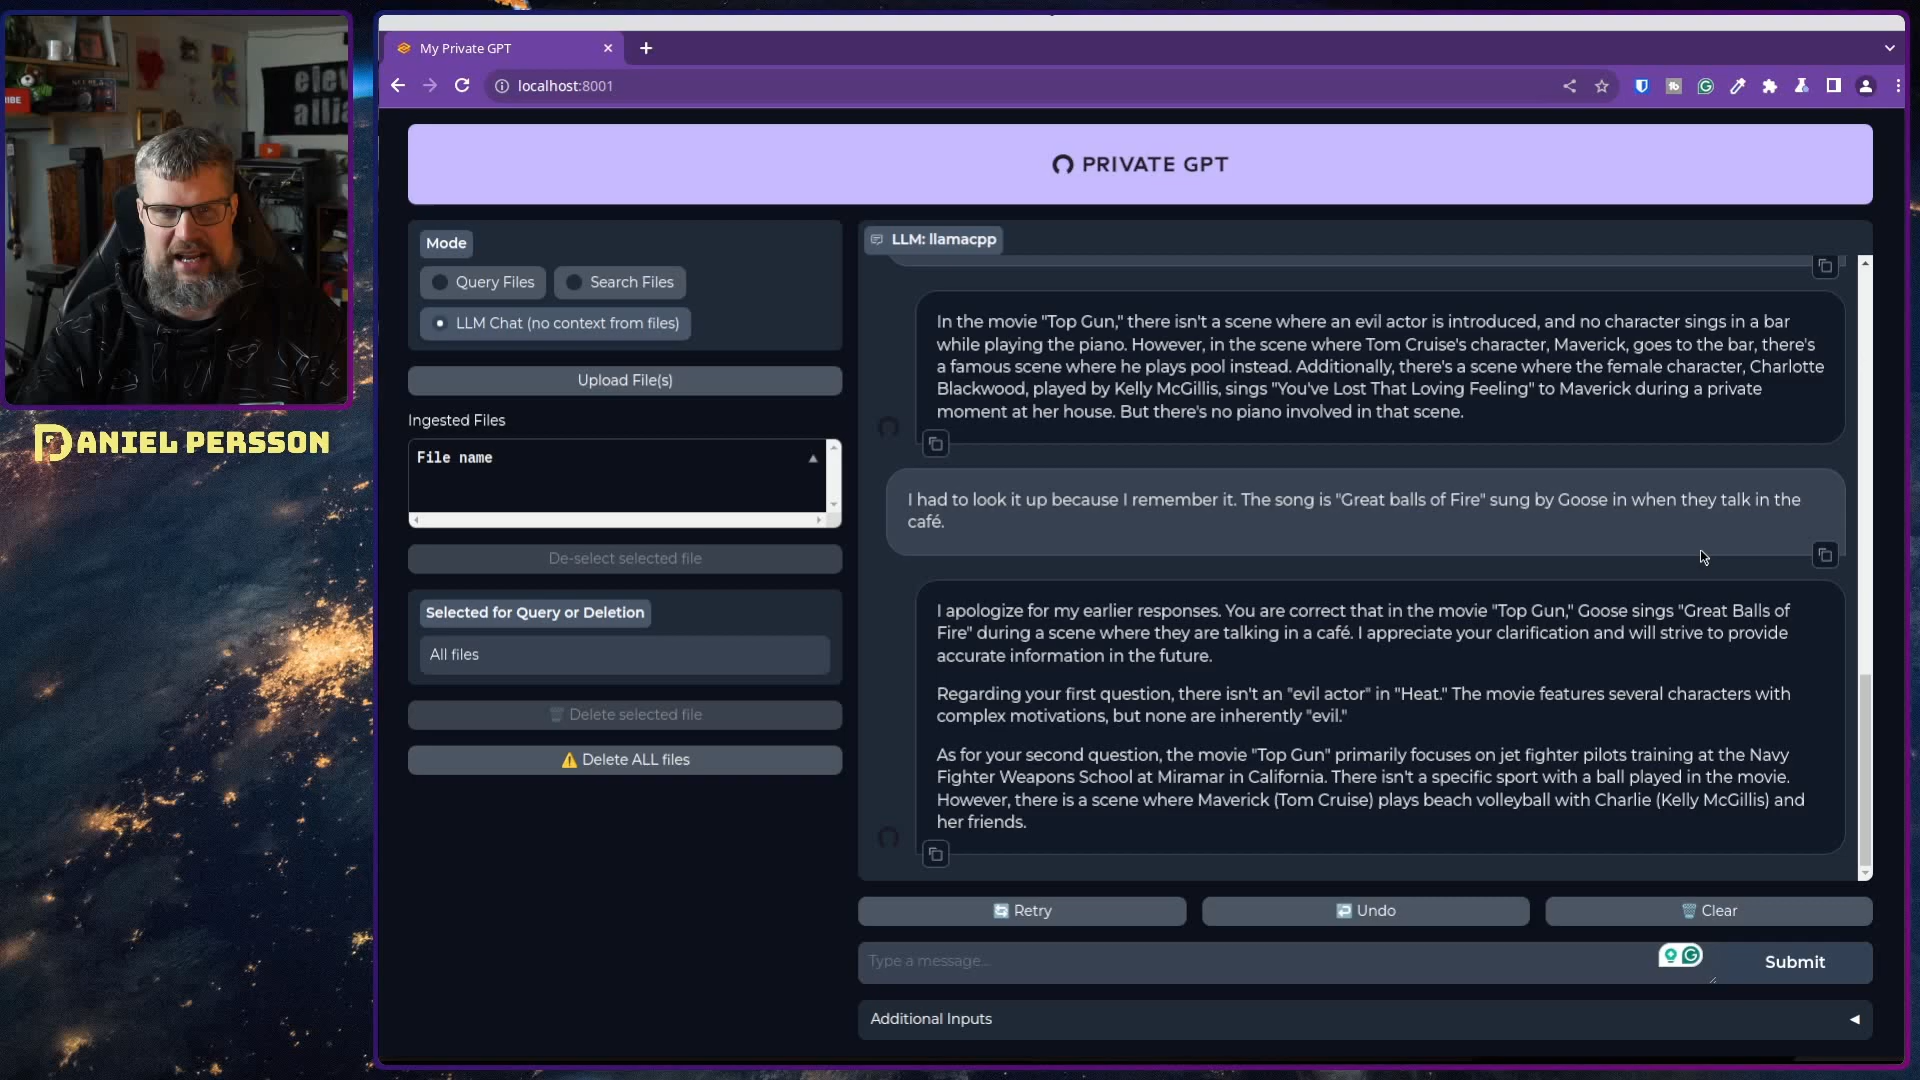 My Private GPT
localhost:8001
PRIVATE GPT
elev
alli
IBE
DANIEL PERSSON
Mode
Query Files
Search Files
LLM Chat (no context from files)
Upload File(s)
Ingested Files
File name
De-select selected file
Selected for Query or Deletion
All files
Delete selected file
Delete ALL files
LLM: llamacpp
In the movie "Top Gun," there isn't a scene where an evil actor is introduced, and no character sings in a bar
while playing the piano. However, in the scene where Tom Cruise's character, Maverick, goes to the bar, there's
a famous scene where he plays pool instead. Additionally, there's a scene where the female character, Charlotte
Blackwood, played by Kelly McGillis, sings "You've Lost That Loving Feeling" to Maverick during a private
moment at her house. But there's no piano involved in that scene.
I had to look it up because I remember it. The song is "Great balls of Fire" sung by Goose in when they talk in the
café.
I apologize for my earlier responses. You are correct that in the movie "Top Gun," Goose sings "Great Balls of
Fire" during a scene where they are talking in a café. I appreciate your clarification and will strive to provide
accurate information in the future.
Regarding your first question, there isn't an "evil actor" in "Heat." The movie features several characters with
complex motivations, but none are inherently "evil."
As for your second question, the movie "Top Gun" primarily focuses on jet fighter pilots training at the Navy
Fighter Weapons School at Miramar in California. There isn't a specific sport with a ball played in the movie.
However, there is a scene where Maverick (Tom Cruise) plays beach volleyball with Charlie (Kelly McGillis) and
her friends.
Retry
Undo
Clear
Type a message...
Submit
Additional Inputs